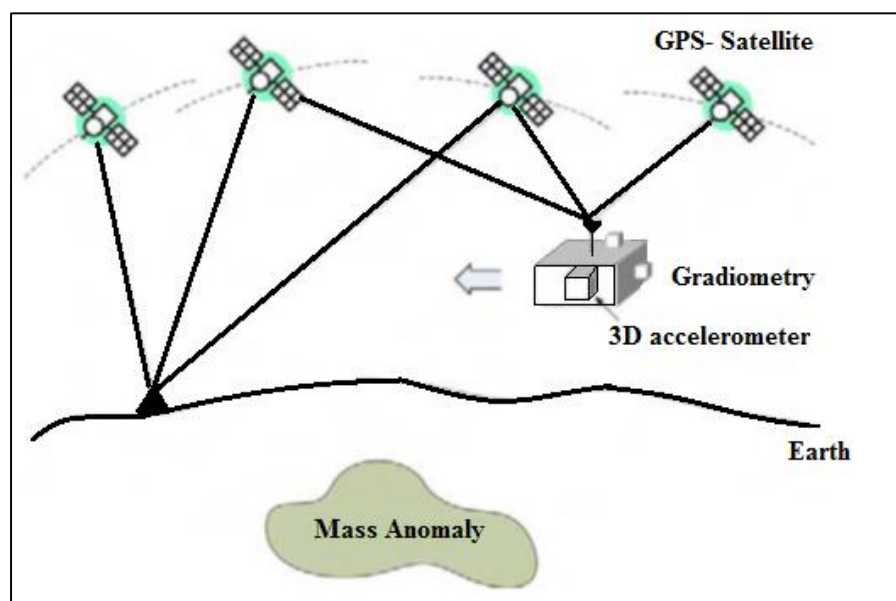 GPS- Satellite
Gradiometry
3D accelerometer
Earth
Mass Anomaly